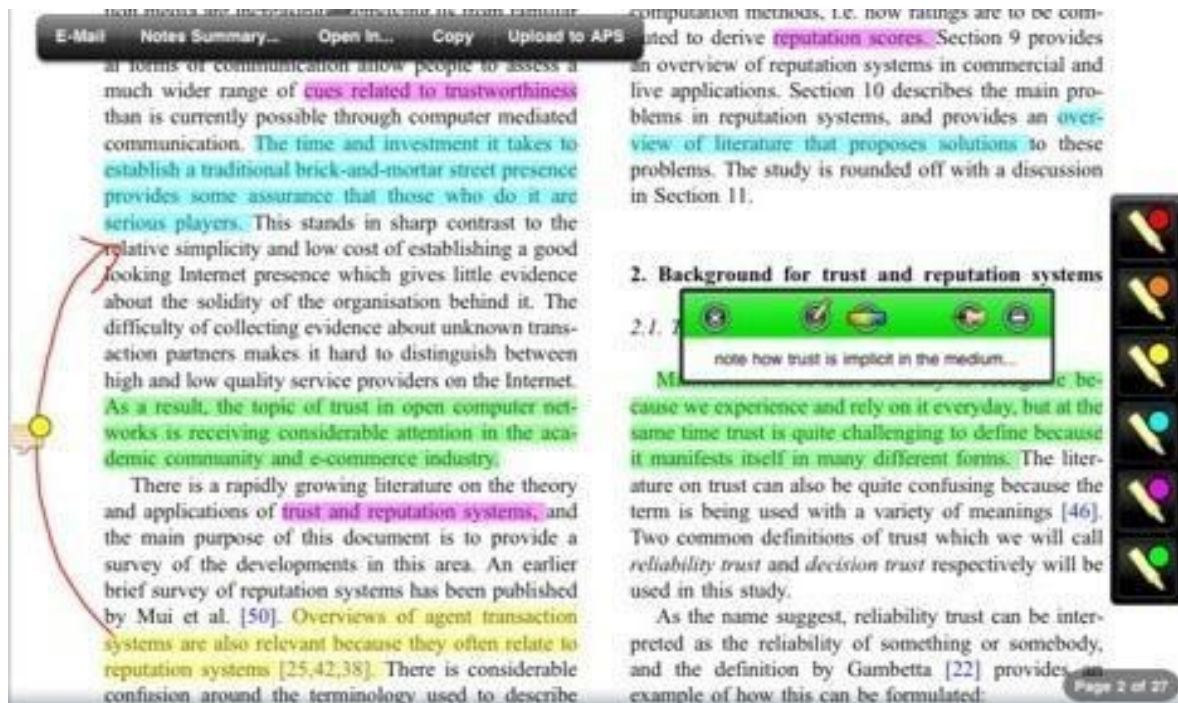 E-Mail Notes Summary... Open In... Copy Upload to APS
al forms of communication allow people to assess a
much wider range of cues related to trustworthiness
than is currently possible through computer mediated
communication. The time and investment it takes to
establish a traditional brick-and-mortar street presence
provides some assurance that those who do it are
serious players. This stands in sharp contrast to the
relative simplicity and low cost of establishing a good
looking Internet presence which gives little evidence
about the solidity of the organisation behind it. The
difficulty of collecting evidence about unknown trans-
action partners makes it hard to distinguish between
high and low quality service providers on the Internet.
As a result, the topic of trust in open computer net-
works is receiving considerable attention in the aca-
demic community and e-commerce industry.
There is a rapidly growing literature on the theory
and applications of trust and reputation systems, and
the main purpose of this document is to provide a
survey of the developments in this area. An earlier
brief survey of reputation systems has been published
by Mui et al. [50]. Overviews of agent transaction
systems are also relevant because they often relate to
reputation systems [25,42,38]. There is considerable
confusion around the terminology used to describe
computation methods, i.e. how ratings are to be com-
uted to derive reputation scores. Section 9 provides
an overview of reputation systems in commercial and
live applications. Section 10 describes the main pro-
blems in reputation systems, and provides an over-
view of literature that proposes solutions to these
problems. The study is rounded off with a discussion
in Section 11.
2. Background for trust and reputation systems
2.1.
note how trust is implicit in the medium...
be-
cause we experience and rely on it everyday, but at the
same time trust is quite challenging to define because
it manifests itself in many different forms. The liter-
ature on trust can also be quite confusing because the
term is being used with a variety of meanings [46].
Two common definitions of trust which we will call
reliability trust and decision trust respectively will be
used in this study.
As the name suggest, reliability trust can be inter-
preted as the reliability of something or somebody,
and the definition by Gambetta [22] provides an
example of how this can be formulated:
Page 2 of 27